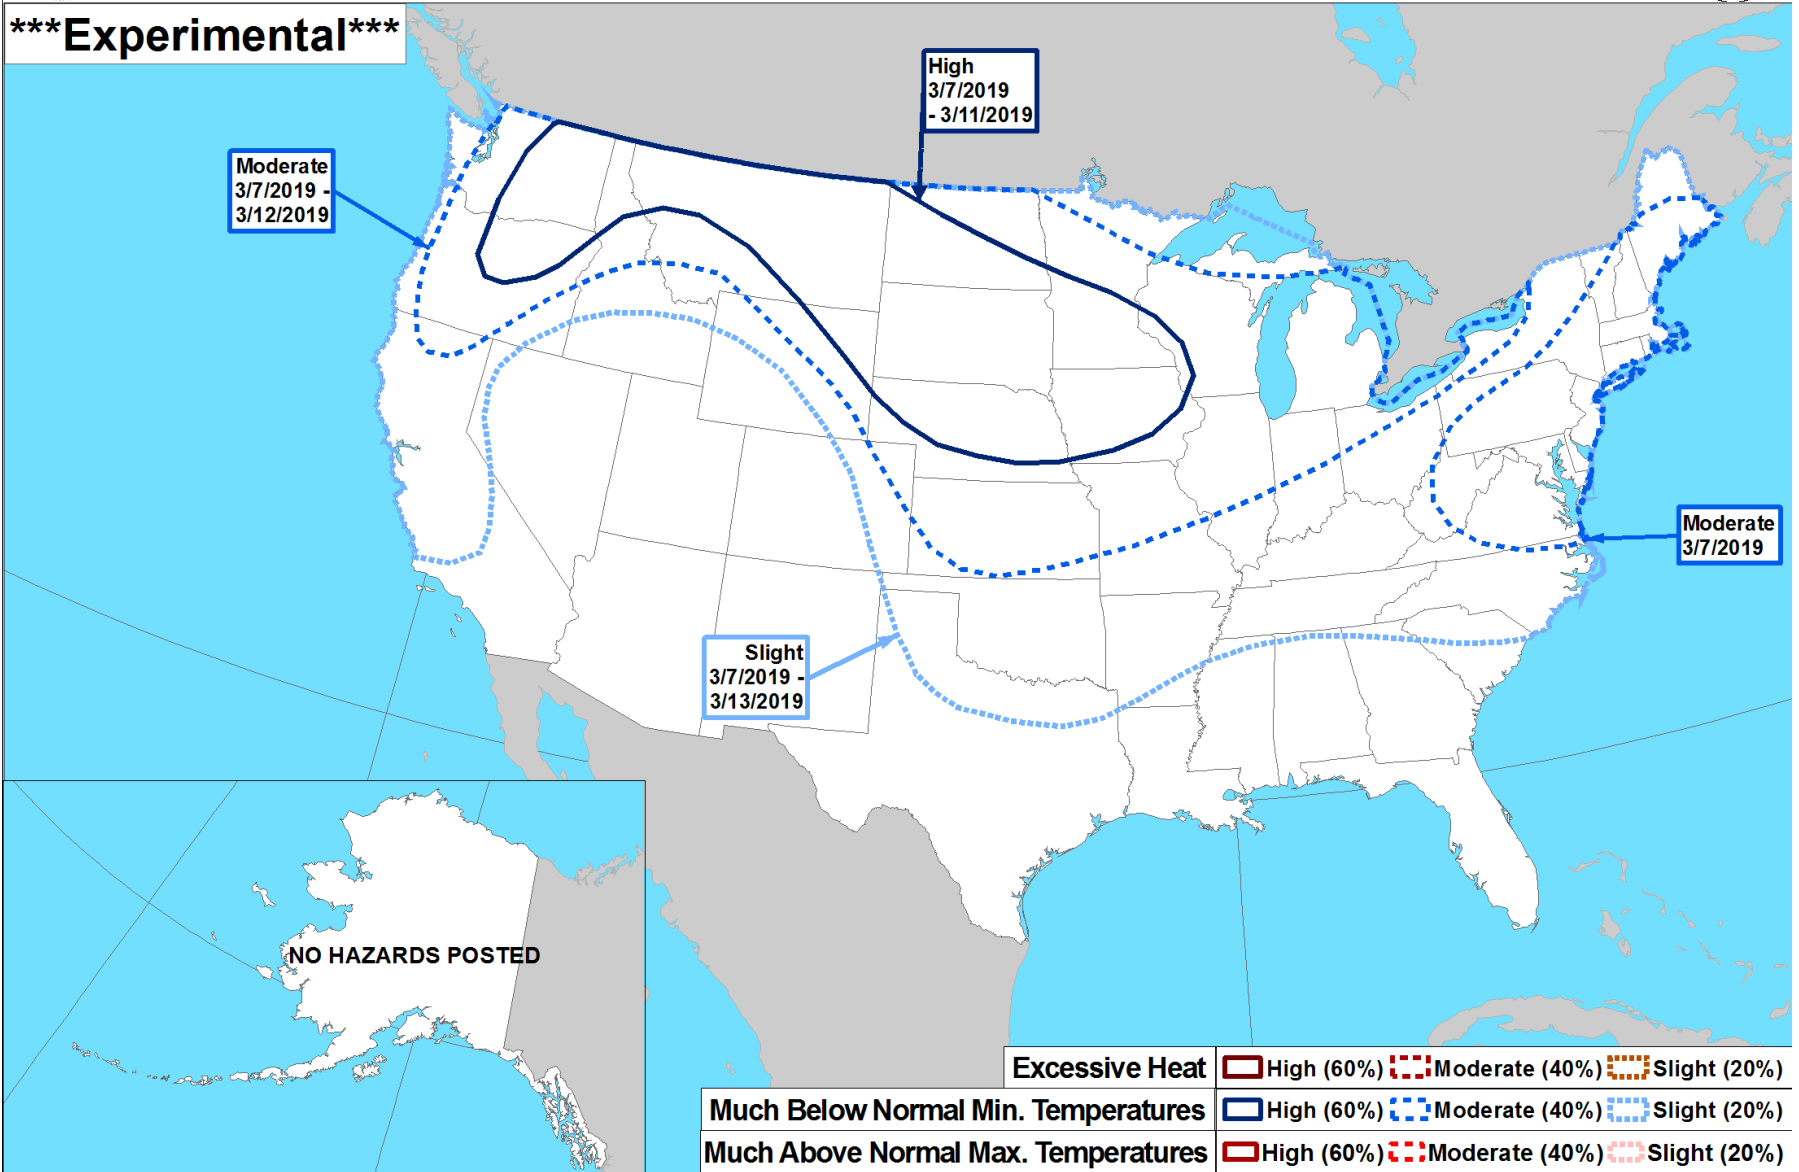 ***Experimental***
High
3/7/2019
- 3/11/2019
Moderate
3/7/2019 -
3/12/2019
Moderate
3/7/2019
Slight
3/7/2019 -
3/13/2019
NO HAZARDS POSTED
Excessive Heat High (60%) Moderate (40%) Slight (20%)
Much Below Normal Min. Temperatures High (60%) Moderate (40%) Slight (20%)
Much Above Normal Max. Temperatures High (60%) Moderate (40%) Slight (20%)